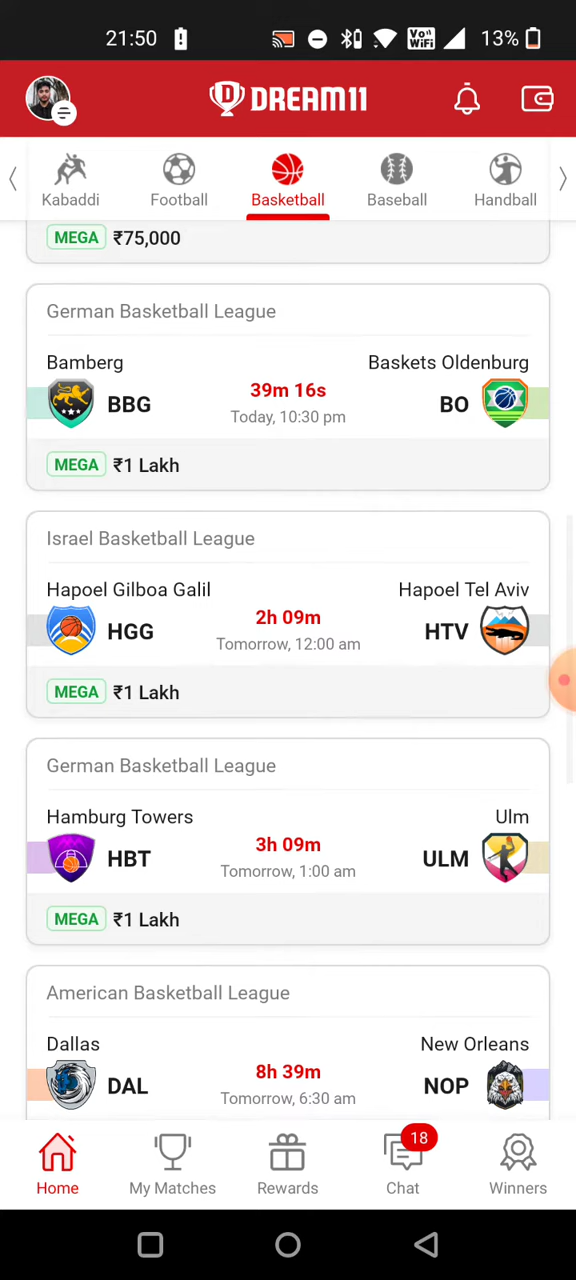 21:50 Vo)) WiFi 13%
DREAM11
Kabaddi Football Basketball Baseball Handball
MEGA ₹75,000
German Basketball League
Bamberg Baskets Oldenburg
BBG 39m 16s BO
Today, 10:30 pm
MEGA ₹1 Lakh
Israel Basketball League
Hapoel Gilboa Galil Hapoel Tel Aviv
HGG 2h 09m HTV
Tomorrow, 12:00 am
MEGA ₹1 Lakh
German Basketball League
Hamburg Towers Ulm
HBT 3h 09m ULM
Tomorrow, 1:00 am
MEGA ₹1 Lakh
American Basketball League
Dallas New Orleans
DAL 8h 39m NOP
Tomorrow, 6:30 am
18
Home My Matches Rewards Chat Winners